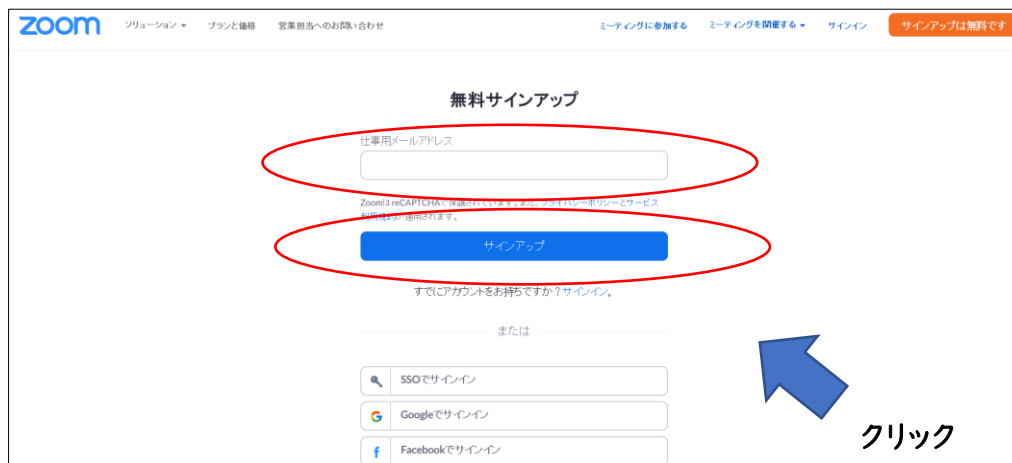 zoom ソリューション プランと価格 営業担当へのお問い合わせ ミーティングに参加する ミーティングを開催する サインイン サインアップは無料です
無料サインアップ
仕事用メールアドレス
ZoomはreCAPTCHAで保護されています。また、プライバシーポリシーとサービス
利用規約が適用されます。
サインアップ
すでにアカウントをお持ちですか？サインイン。
または
SSOでサインイン
Googleでサインイン
Facebookでサインイン
クリック